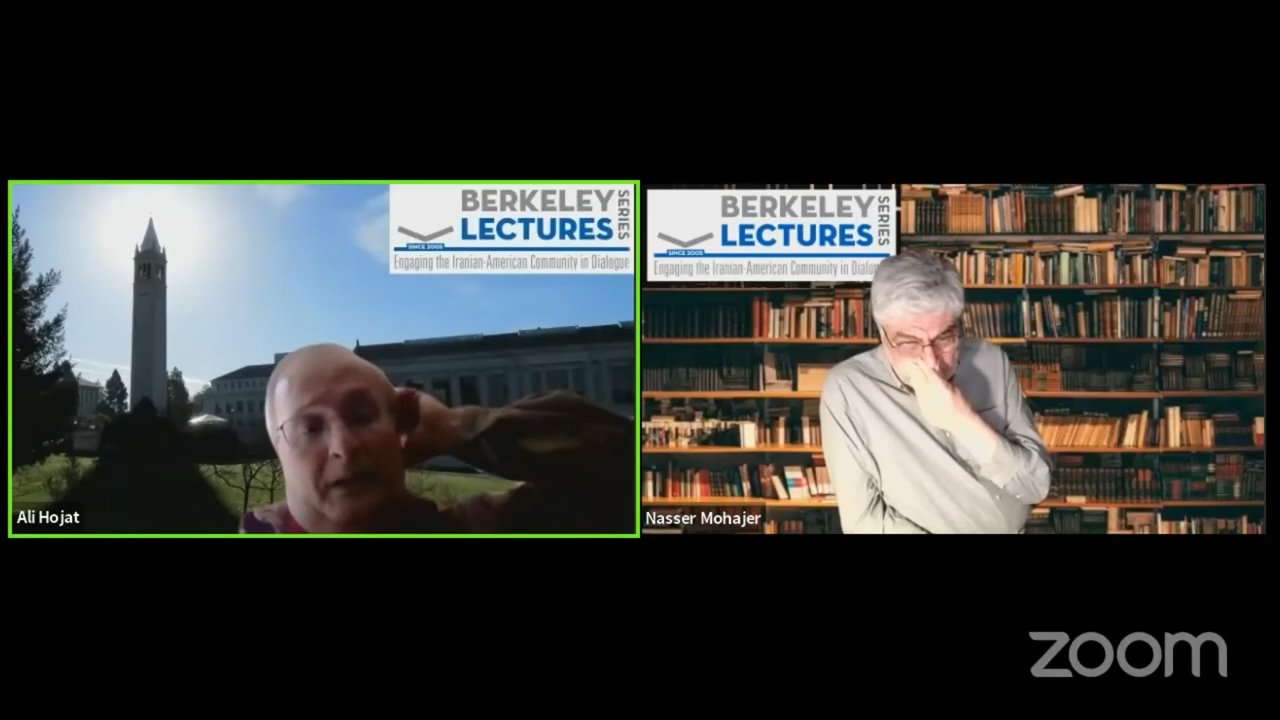 BERKELEY
LECTURES
SERIES
SINCE 2005
Engaging the Iranian-American Community in Dialogue
Ali Hojat
BERKELEY
LECTURES
SERIES
SINCE 2005
Engaging the Iranian-American Community in Dialo
Nasser Mohajer
zoom